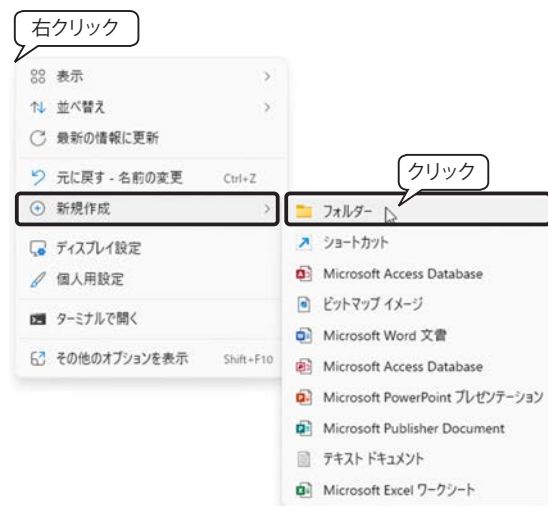 右クリック
表示
並べ替え
最新の情報に更新
元に戻す - 名前の変更 Ctrl+Z
新規作成
ディスプレイ設定
個人用設定
ターミナルで開く
その他のオプションを表示 Shift+F10
クリック
フォルダー
ショートカット
Microsoft Access Database
ビットマップ イメージ
Microsoft Word 文書
Microsoft Access Database
Microsoft PowerPoint プレゼンテーション
Microsoft Publisher Document
テキスト ドキュメント
Microsoft Excel ワークシート